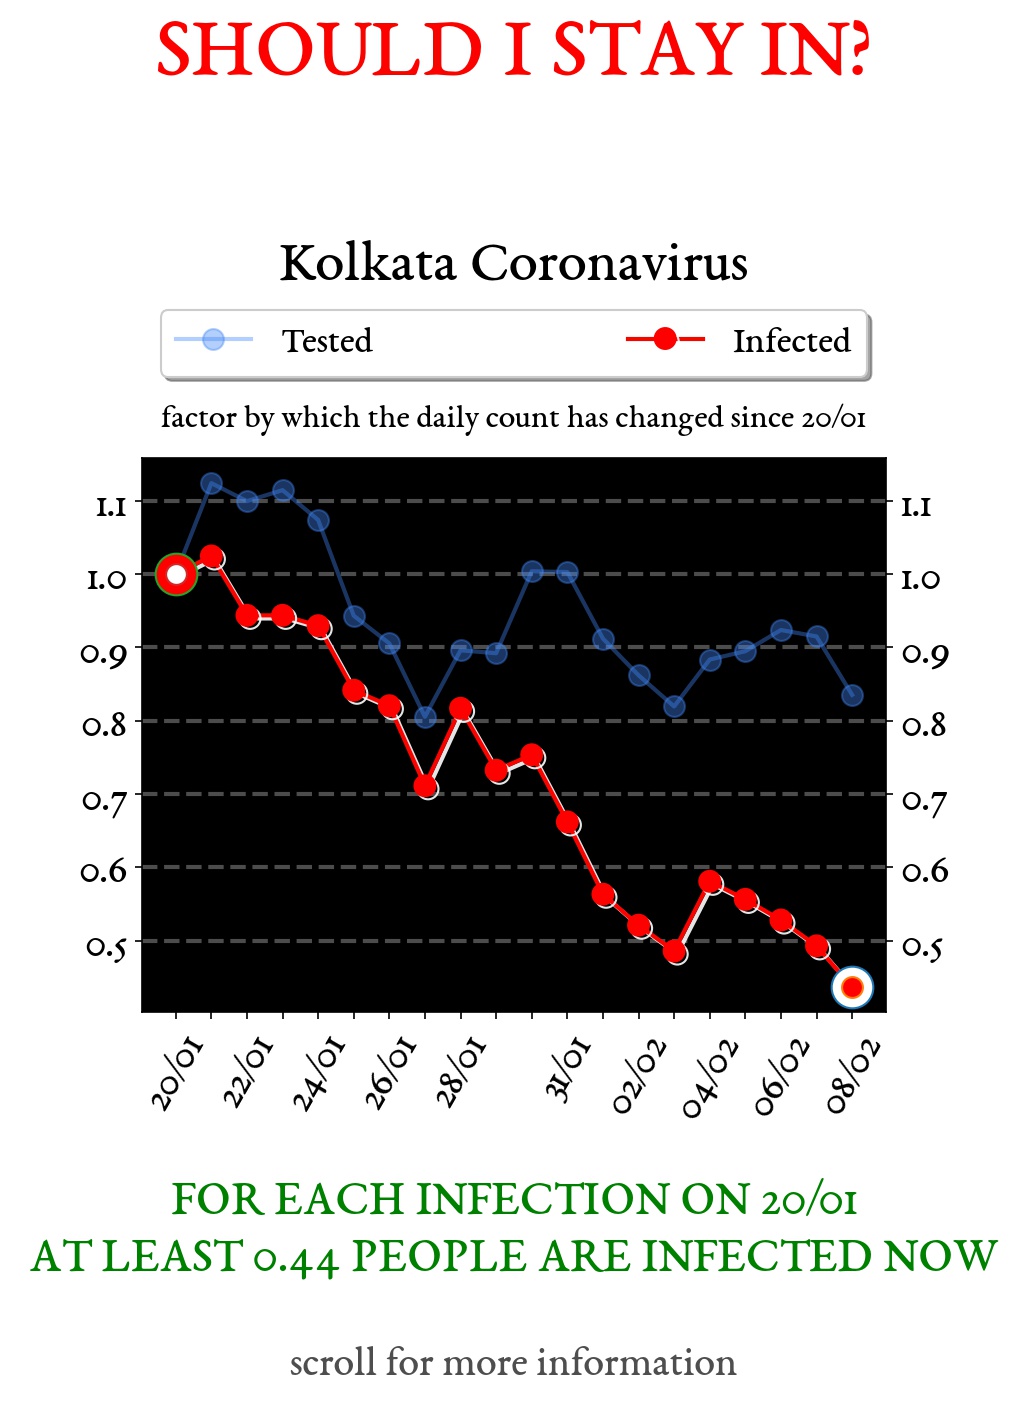 SHOULD I STAY IN?
Kolkata Coronavirus
Tested Infected
factor by which the daily count has changed since 20/01
1.1 1.1
1.0 1.0
0.9 0.9
0.8 0.8
0.7 0.7
0.6 0.6
0.5 0.5
20/01 22/01 24/01 26/01 28/01 31/01 02/02 04/02 06/02 08/02
FOR EACH INFECTION ON 20/01
AT LEAST 0.44 PEOPLE ARE INFECTED NOW
scroll for more information